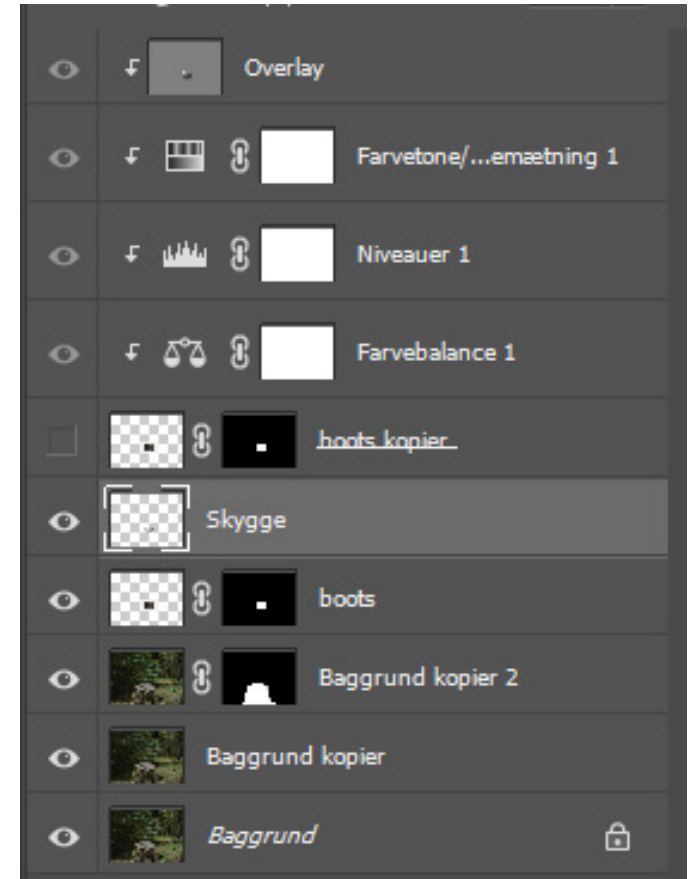 Overlay
Farvetone/...emætning 1
Niveauer 1
Farvebalance 1
boots kopier
Skygge
boots
Baggrund kopier 2
Baggrund kopier
Baggrund